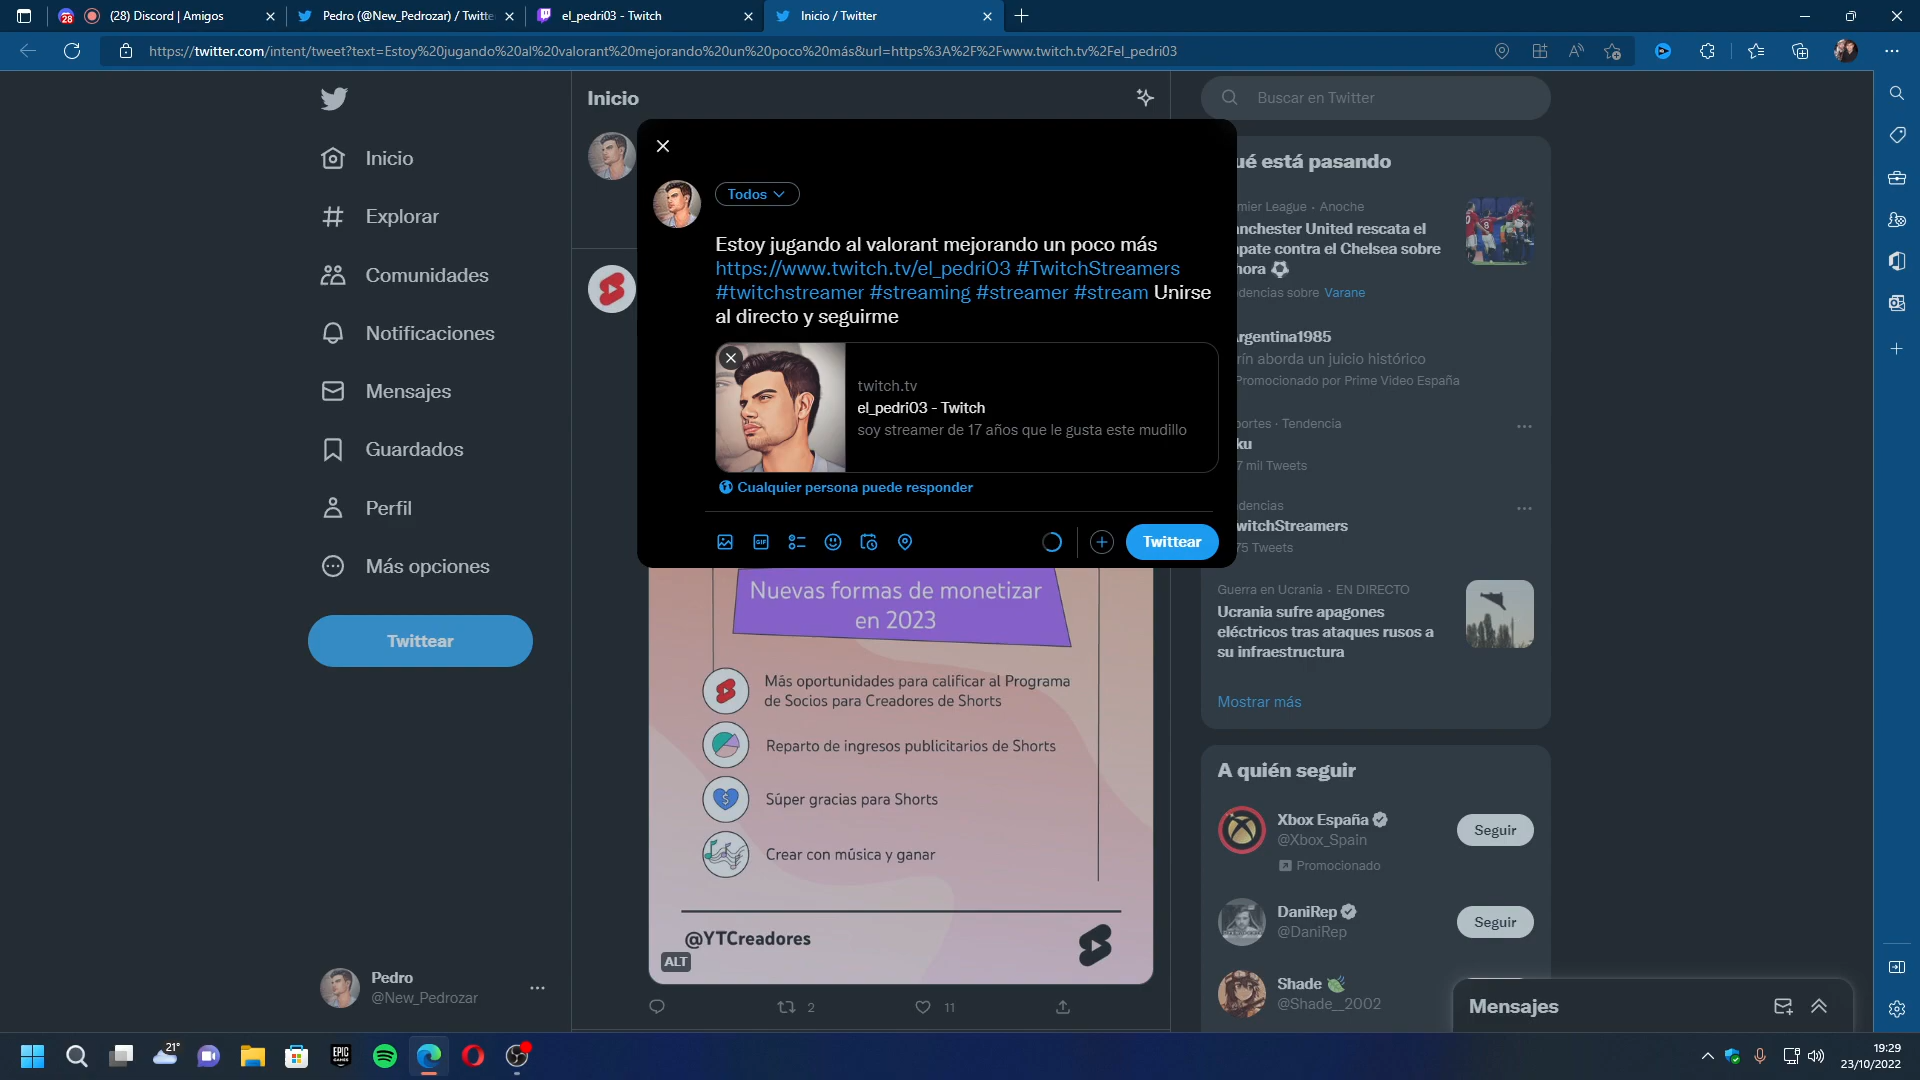 (28) Discord | Amigos
Pedro (@New_Pedrozar) / Twitte
el_pedri03 - Twitch
Inicio / Twitter
https://twitter.com/intent/tweet?text=Estoy%20jugando%20al%20valorant%20mejorando%20un%20poco%20más&url=https%3A%2F%2Fwww.twitch.tv%2Fel_pedri03
Inicio
Explorar
Comunidades
Notificaciones
Mensajes
Guardados
Perfil
Más opciones
Twittear
Pedro
@New_Pedrozar
Inicio
Todos
Estoy jugando al valorant mejorando un poco más
https://www.twitch.tv/el_pedri03 #TwitchStreamers
#twitchstreamer #streaming #streamer #stream Unirse
al directo y seguirme
twitch.tv
el_pedri03 - Twitch
soy streamer de 17 años que le gusta este mudillo
Cualquier persona puede responder
GIF
Twittear
Nuevas formas de monetizar
en 2023
Más oportunidades para calificar al Programa
de Socios para Creadores de Shorts
Reparto de ingresos publicitarios de Shorts
Súper gracias para Shorts
Crear con música y ganar
@YTCreadores
ALT
2
11
Buscar en Twitter
ué está pasando
mier League · Anoche
anchester United rescata el
pate contra el Chelsea sobre
hora
dencias sobre Varane
rgentina1985
rín aborda un juicio histórico
Promocionado por Prime Video España
ortes · Tendencia
ku
7 mil Tweets
dencias
witchStreamers
75 Tweets
Guerra en Ucrania · EN DIRECTO
Ucrania sufre apagones
eléctricos tras ataques rusos a
su infraestructura
Mostrar más
A quién seguir
Xbox España
@Xbox_Spain
Promocionado
Seguir
DaniRep
@DaniRep
Seguir
Shade
@Shade__2002
Mensajes
21°
EPIC
GAMES
19:29
23/10/2022